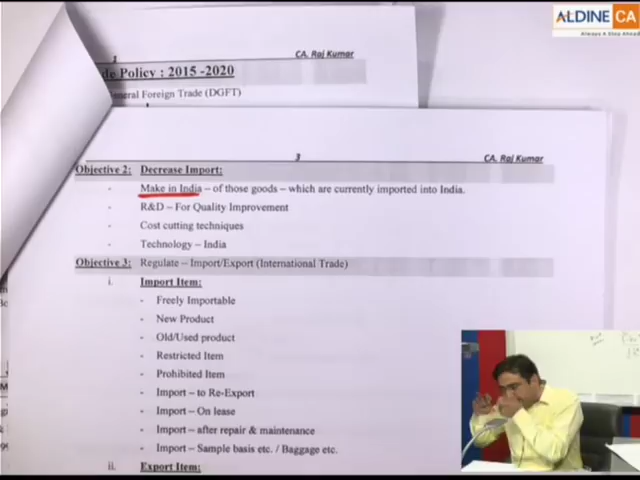 ALDINE CA
Always A Step Ahead
1
CA. Raj Kumar
de Policy : 2015 -2020
General Foreign Trade (DGFT)
3
CA. Raj Kumar
Objective 2: Decrease Import:
- Make in India – of those goods – which are currently imported into India.
- R&D – For Quality Improvement
- Cost cutting techniques
- Technology – India
Objective 3: Regulate – Import/Export (International Trade)
i. Import Item:
- Freely Importable
- New Product
- Old/Used product
- Restricted Item
- Prohibited Item
- Import – to Re-Export
- Import – On lease
- Import – after repair & maintenance
- Import – Sample basis etc. / Baggage etc.
ii. Export Item: